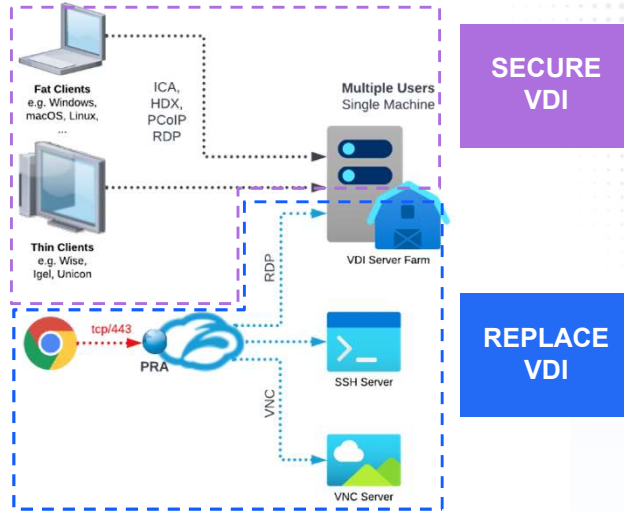 Fat Clients
e.g. Windows,
macOS, Linux,
...
ICA,
HDX,
PCoIP
RDP
Multiple Users
Single Machine
SECURE
VDI
Thin Clients
e.g. Wise,
Igel, Unicon
VDI Server Farm
RDP
tcp/443
PRA
SSH Server
REPLACE
VDI
VNC
VNC Server